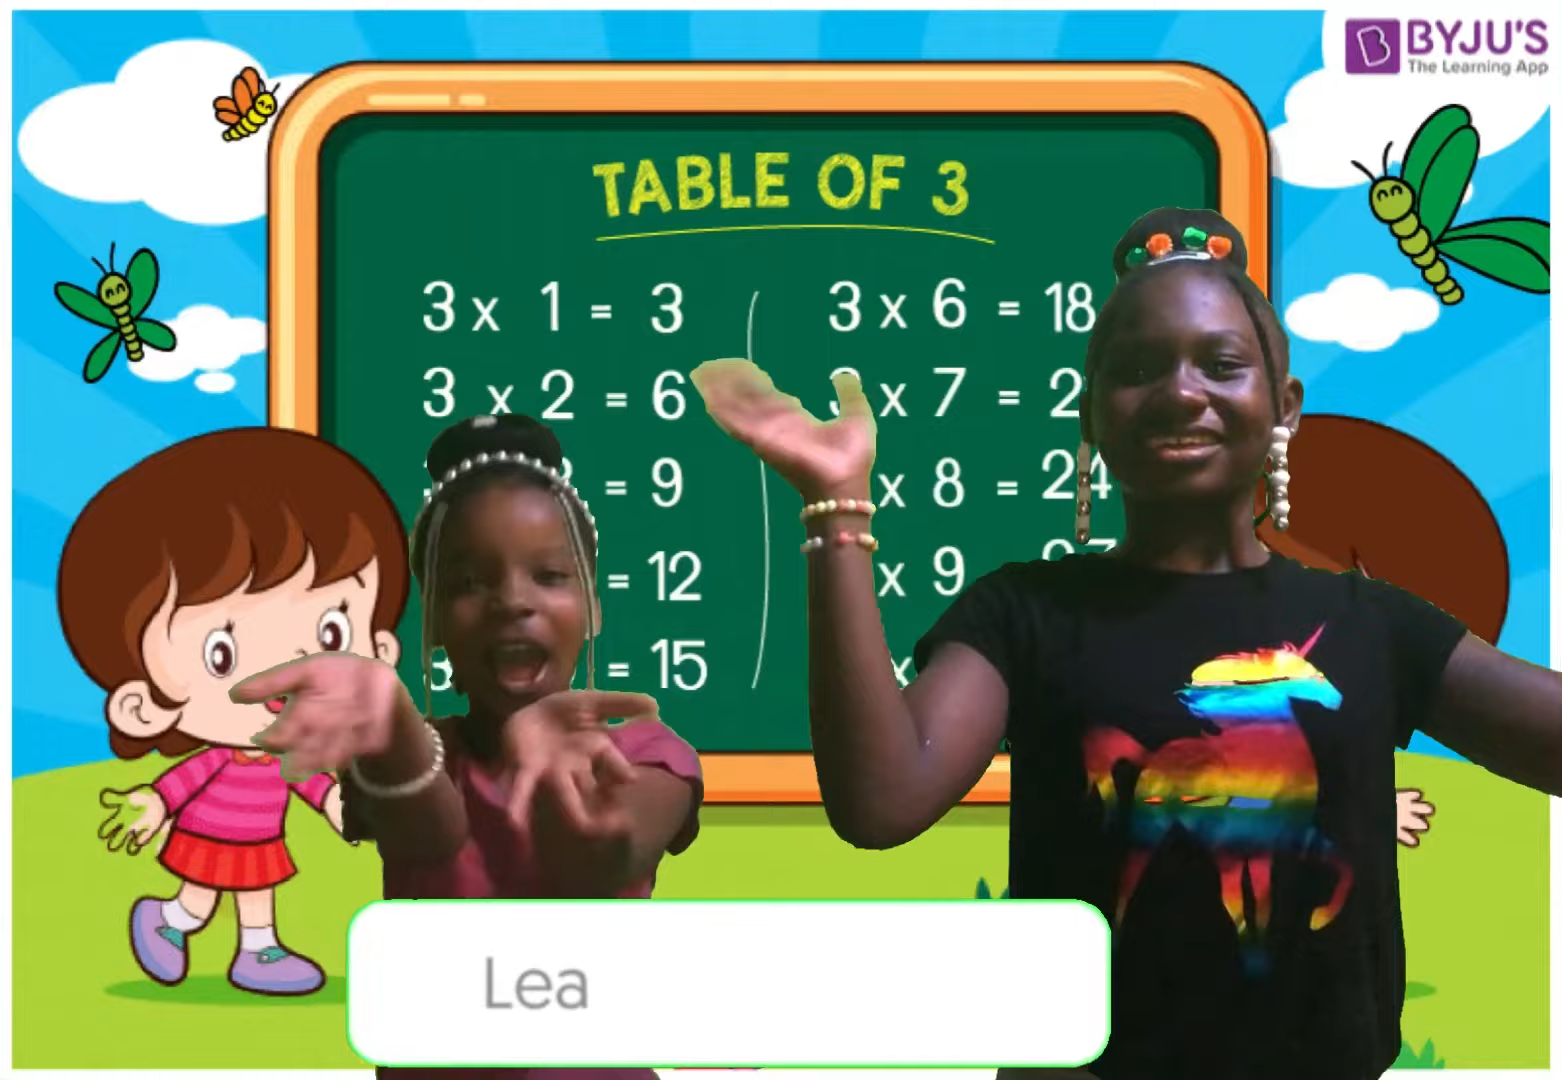 BYJU'S
The Learning App
TABLE OF 3
3 x 1 = 3
3 x 2 = 6
= 9
= 12
= 15
3 x 6 = 18
x 7 = 2
x 8 = 24
x 9
x
Lea